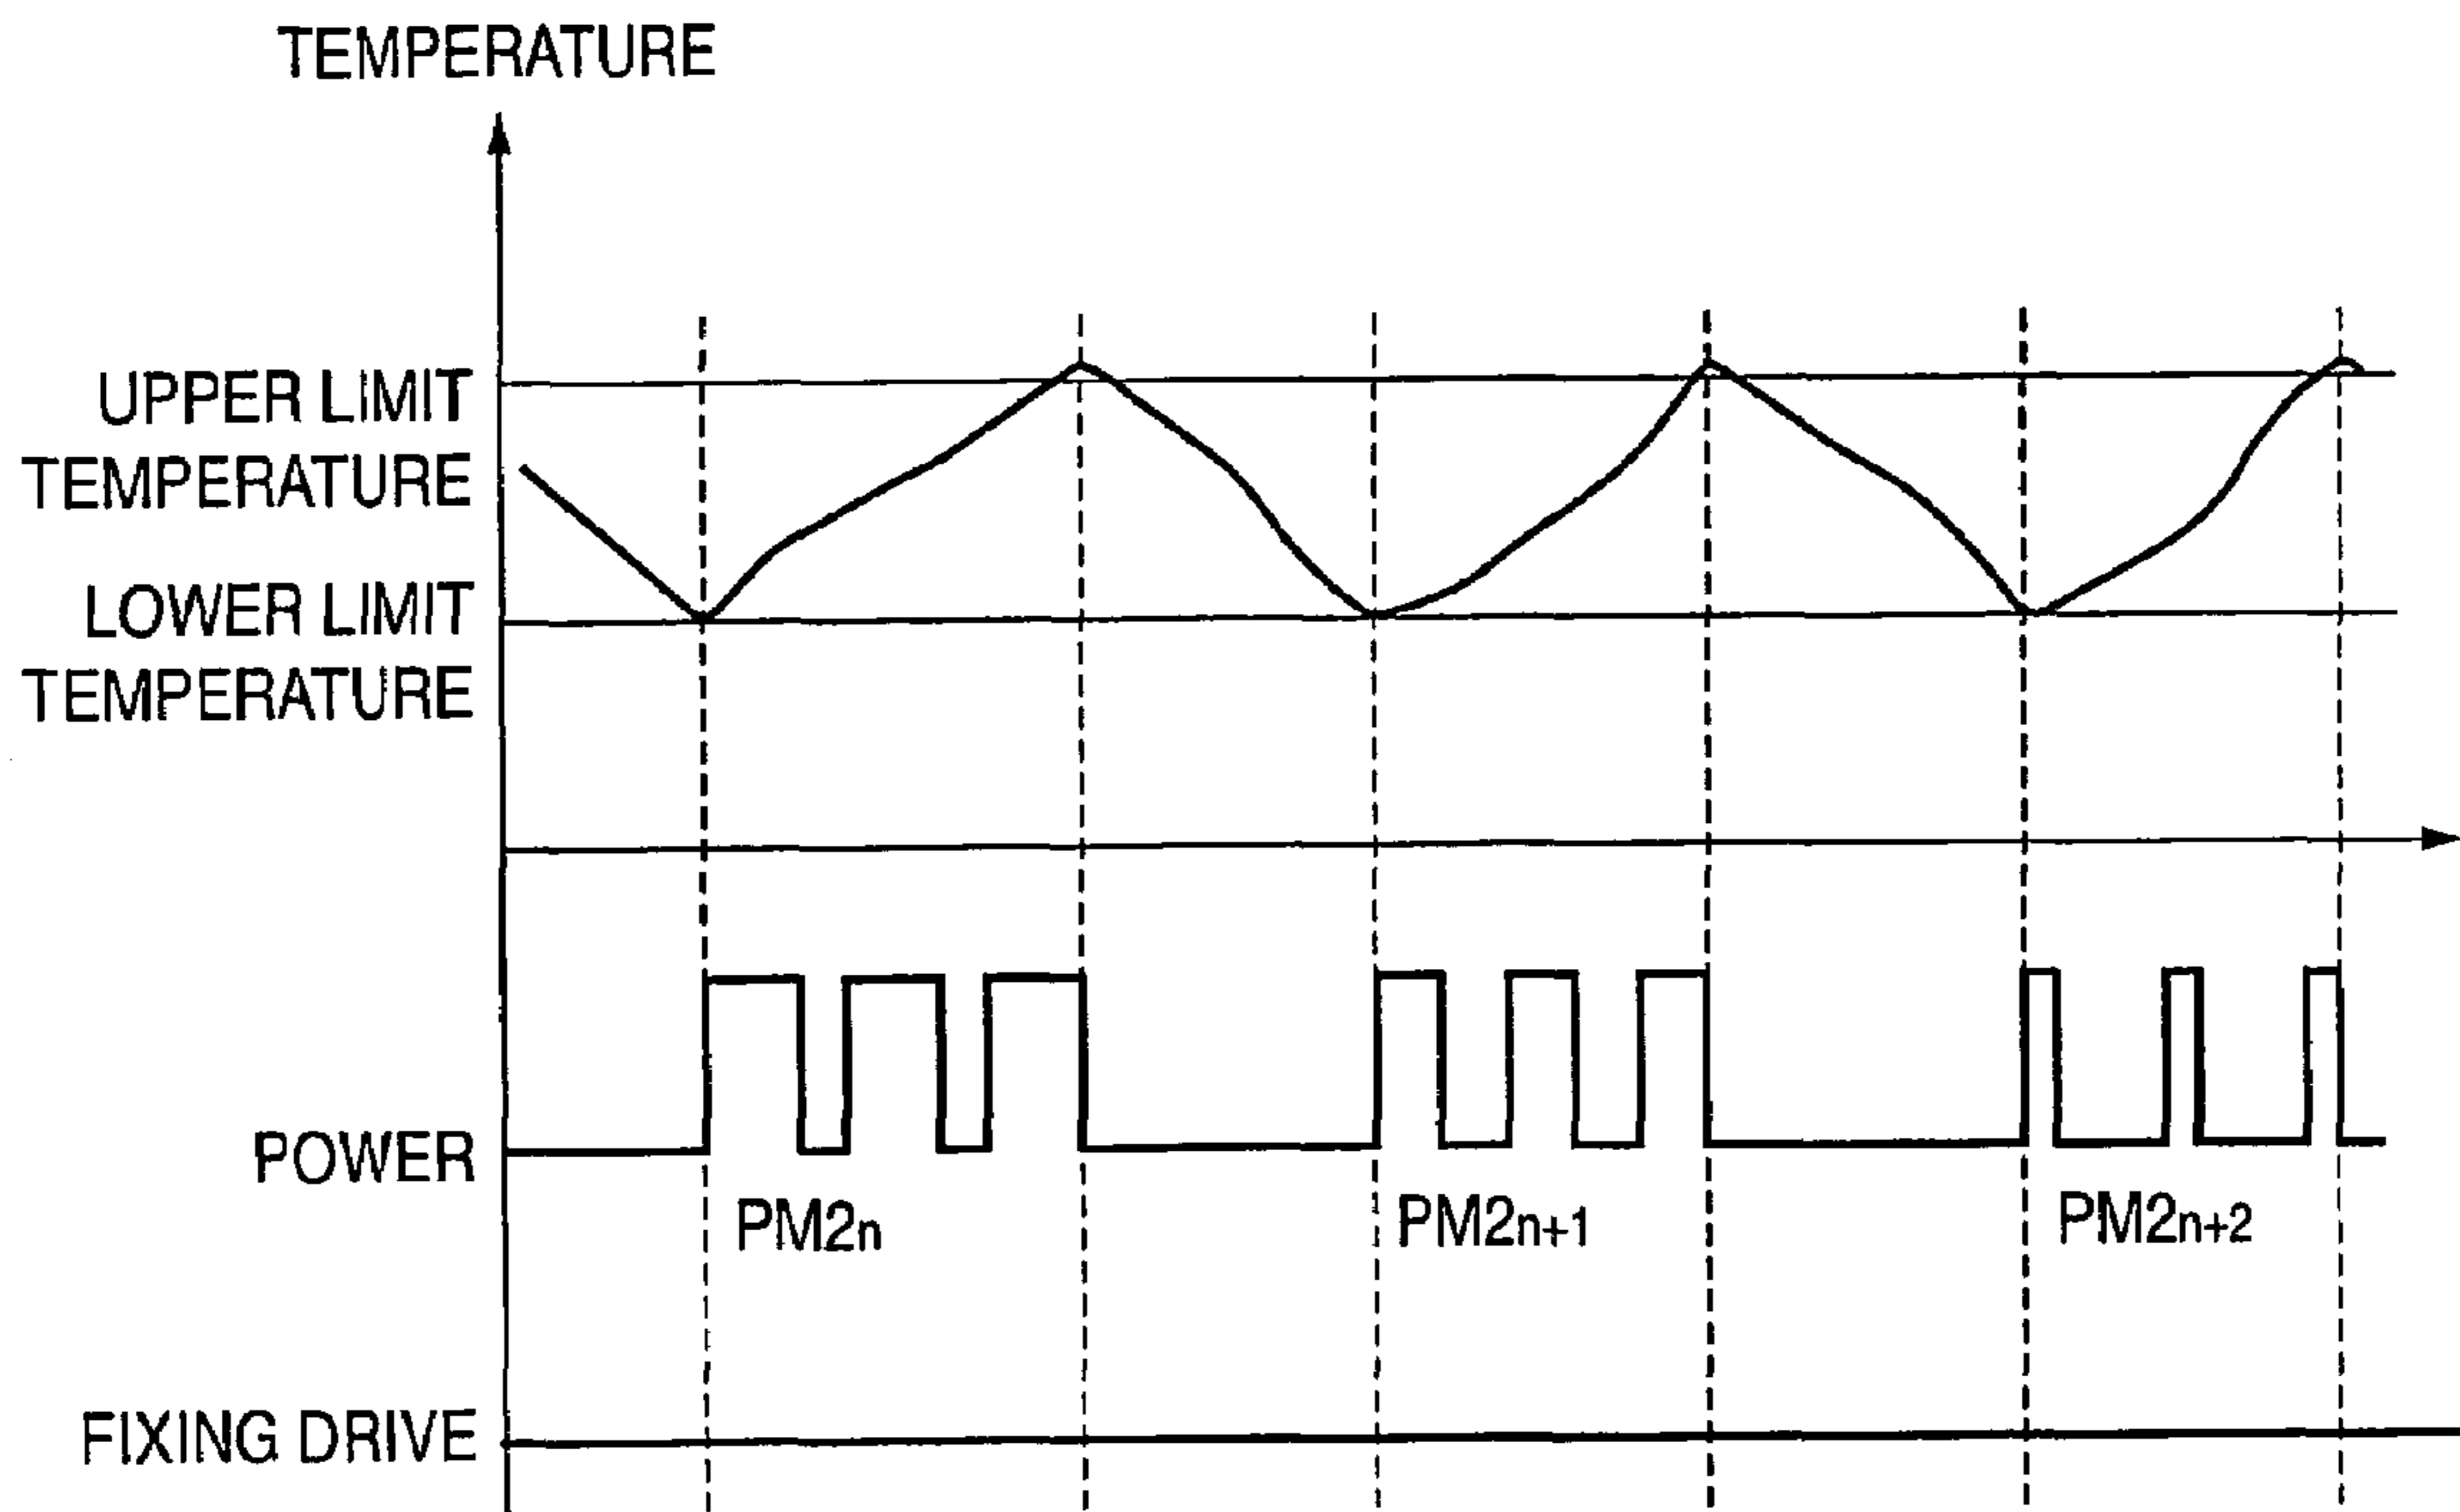 TEMPERATURE
UPPER LIMIT
TEMPERATURE
LOWER LIMIT
TEMPERATURE
POWER
PM2n
PM2n+1
PM2n+2
FIXING DRIVE